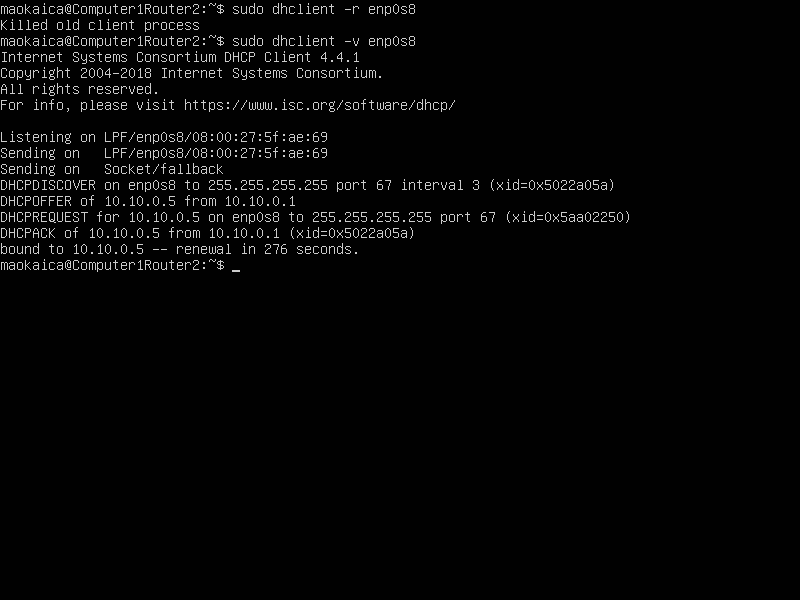 maokaica@Computer1Router2:~$ sudo dhclient -r enp0s8
Killed old client process
maokaica@Computer1Router2:~$ sudo dhclient -v enp0s8
Internet Systems Consortium DHCP Client 4.4.1
Copyright 2004-2018 Internet Systems Consortium.
All rights reserved.
For info, please visit https://www.isc.org/software/dhcp/

Listening on LPF/enp0s8/08:00:27:5f:ae:69
Sending on   LPF/enp0s8/08:00:27:5f:ae:69
Sending on   Socket/fallback
DHCPDISCOVER on enp0s8 to 255.255.255.255 port 67 interval 3 (xid=0x5022a05a)
DHCPOFFER of 10.10.0.5 from 10.10.0.1
DHCPREQUEST for 10.10.0.5 on enp0s8 to 255.255.255.255 port 67 (xid=0x5aa02250)
DHCPACK of 10.10.0.5 from 10.10.0.1 (xid=0x5022a05a)
bound to 10.10.0.5 -- renewal in 276 seconds.
maokaica@Computer1Router2:~$ _